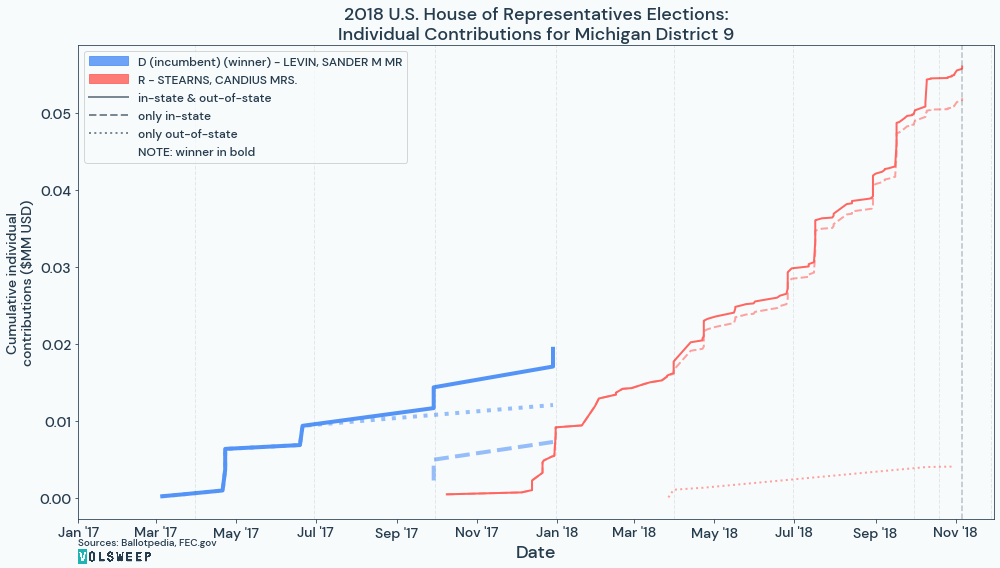 2018 U.S. House of Representatives Elections:
Individual Contributions for Michigan District 9
D (incumbent) (winner) - LEVIN, SANDER M MR
R - STEARNS, CANDIUS MRS.
in-state & out-of-state
only in-state
only out-of-state
NOTE: winner in bold
Cumulative individual
contributions ($MM USD)
0.05
0.04
0.03
0.02
0.01
0.00
Jan '17
Mar '17
May '17
Jul '17
Sep '17
Nov '17
Jan '18
Mar '18
May '18
Jul '18
Sep '18
Nov '18
Date
Sources: Ballotpedia, FEC.gov
VOLSWEEP